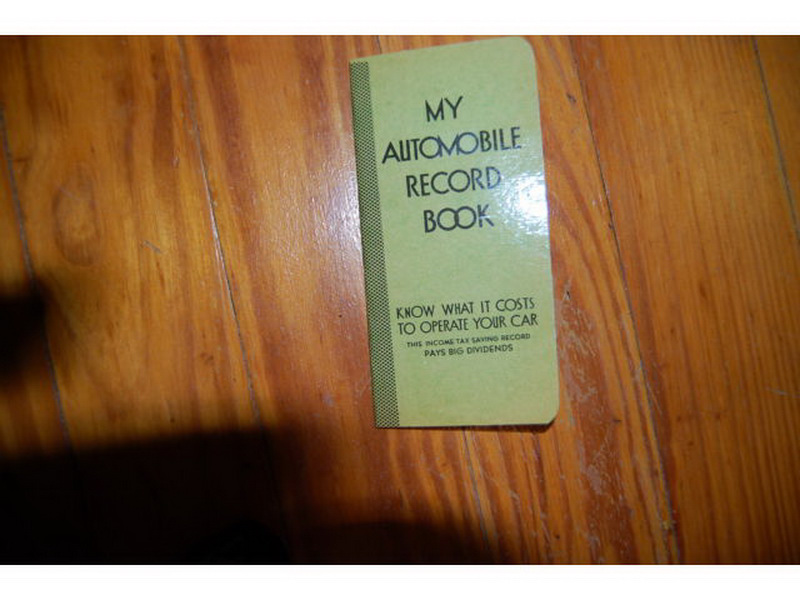 MY
AUTOMOBILE
RECORD
BOOK
KNOW WHAT IT COSTS
TO OPERATE YOUR CAR
THIS INCOME TAX SAVING RECORD
PAYS BIG DIVIDENDS